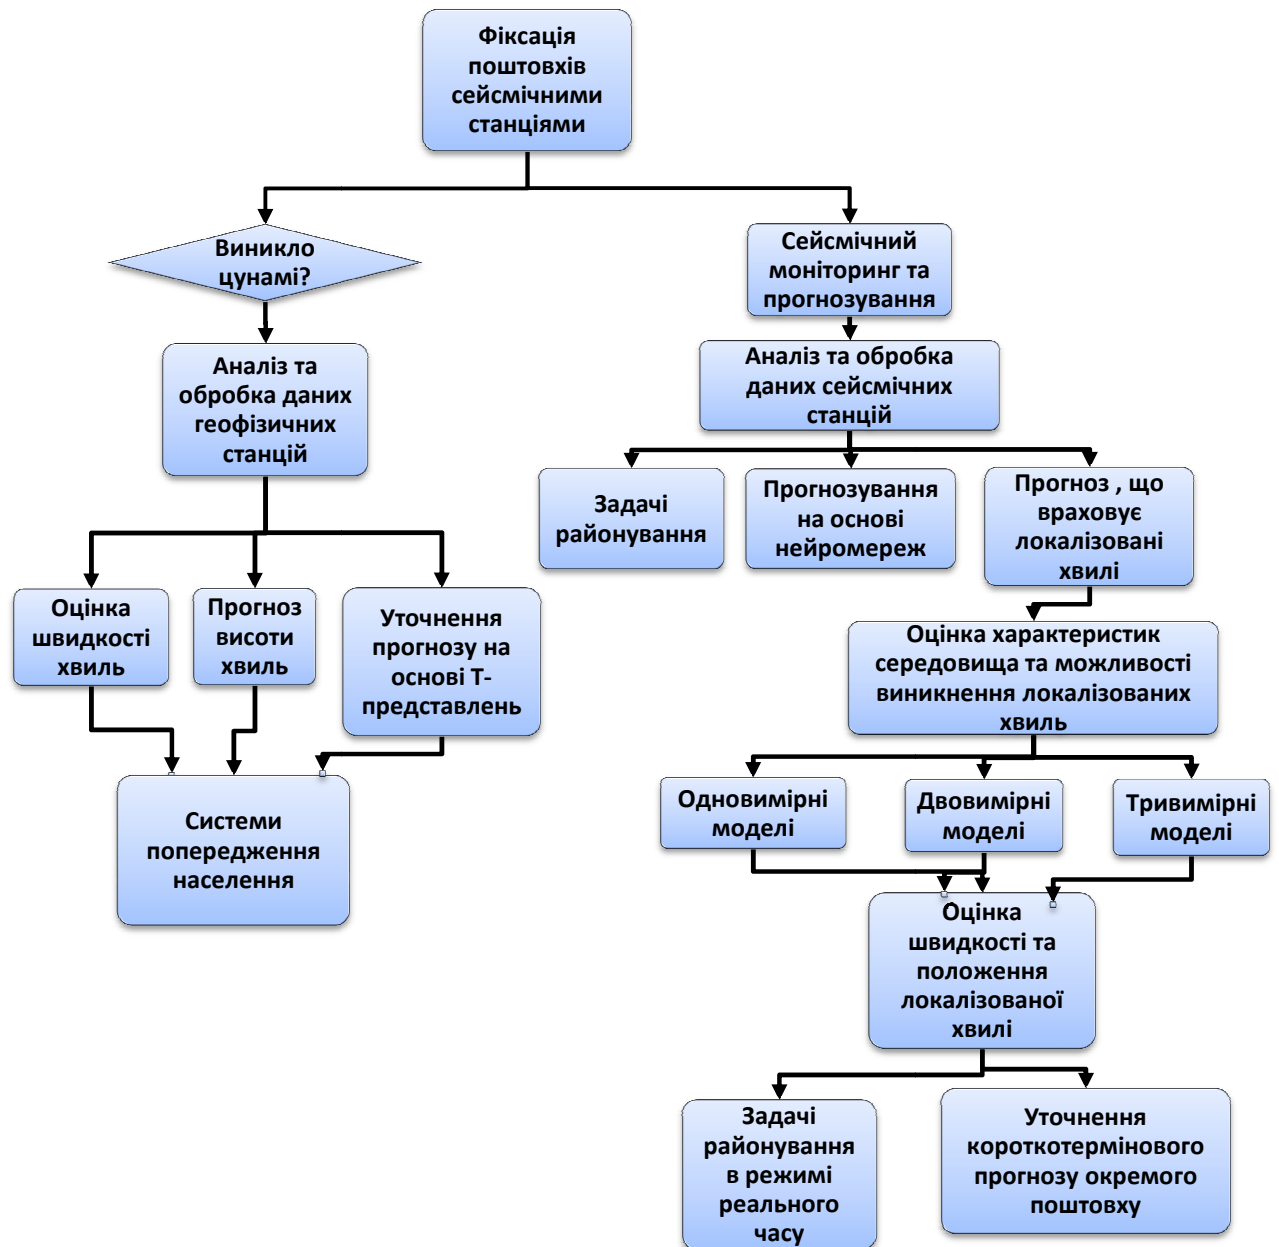 Фіксація
поштовхів
сейсмічними
станціями
Виникло
цунамі?
Сейсмічний
моніторинг та
прогнозування
Аналіз та
обробка даних
геофізичних
станцій
Аналіз та обробка
даних сейсмічних
станцій
Задачі
районування
Прогнозування
на основі
нейромереж
Прогноз , що
враховує
локалізовані
хвилі
Оцінка
швидкості
хвиль
Прогноз
висоти
хвиль
Уточнення
прогнозу на
основі Т-
представлень
Оцінка характеристик
середовища та можливості
виникнення локалізованих
хвиль
Системи
попередження
населення
Одновимірні
моделі
Двовимірні
моделі
Тривимірні
моделі
Оцінка
швидкості та
положення
локалізованої
хвилі
Задачі
районування
в режимі
реального
часу
Уточнення
короткотермінового
прогнозу окремого
поштовху